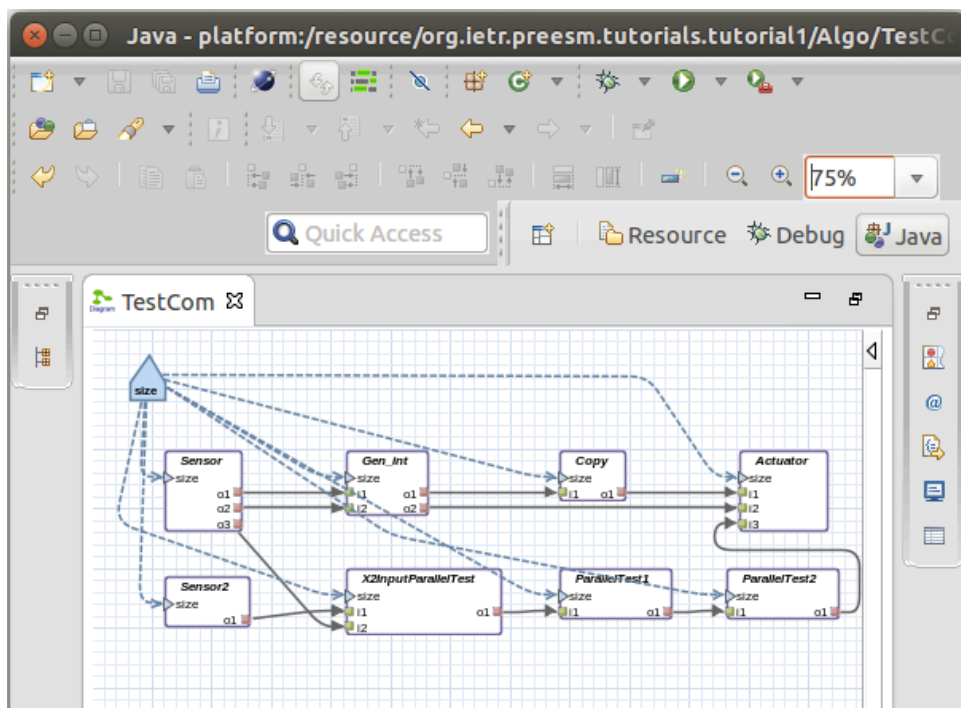 Java - platform:/resource/org.ietr.preesm.tutorials.tutorial1/Algo/TestCo
75%
Quick Access
Resource
Debug
Java
TestCom
Diagram
size
Sensor
size
o1
o2
o3
Gen_Int
size
i1 o1
i2 o2
Copy
size
i1 o1
Actuator
size
i1
i2
i3
Sensor2
size
o1
X2InputParallelTest
size
i1 o1
i2
ParallelTest1
size
i1 o1
ParallelTest2
size
i1 o1